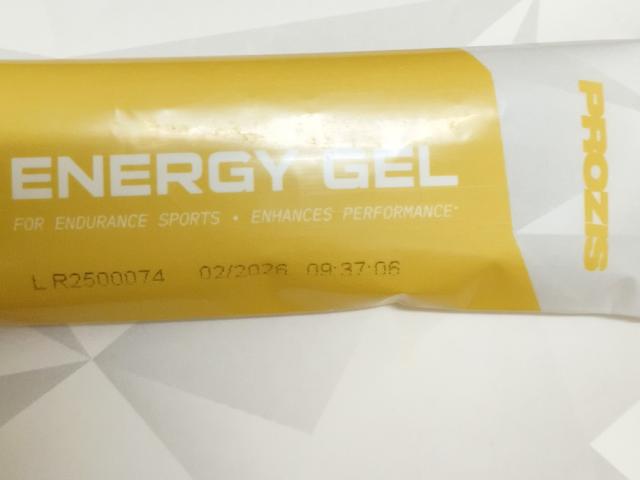 ENERGY GEL
FOR ENDURANCE SPORTS • ENHANCES PERFORMANCE*
L R2500074 02/2026 09:37:06
PROZIS